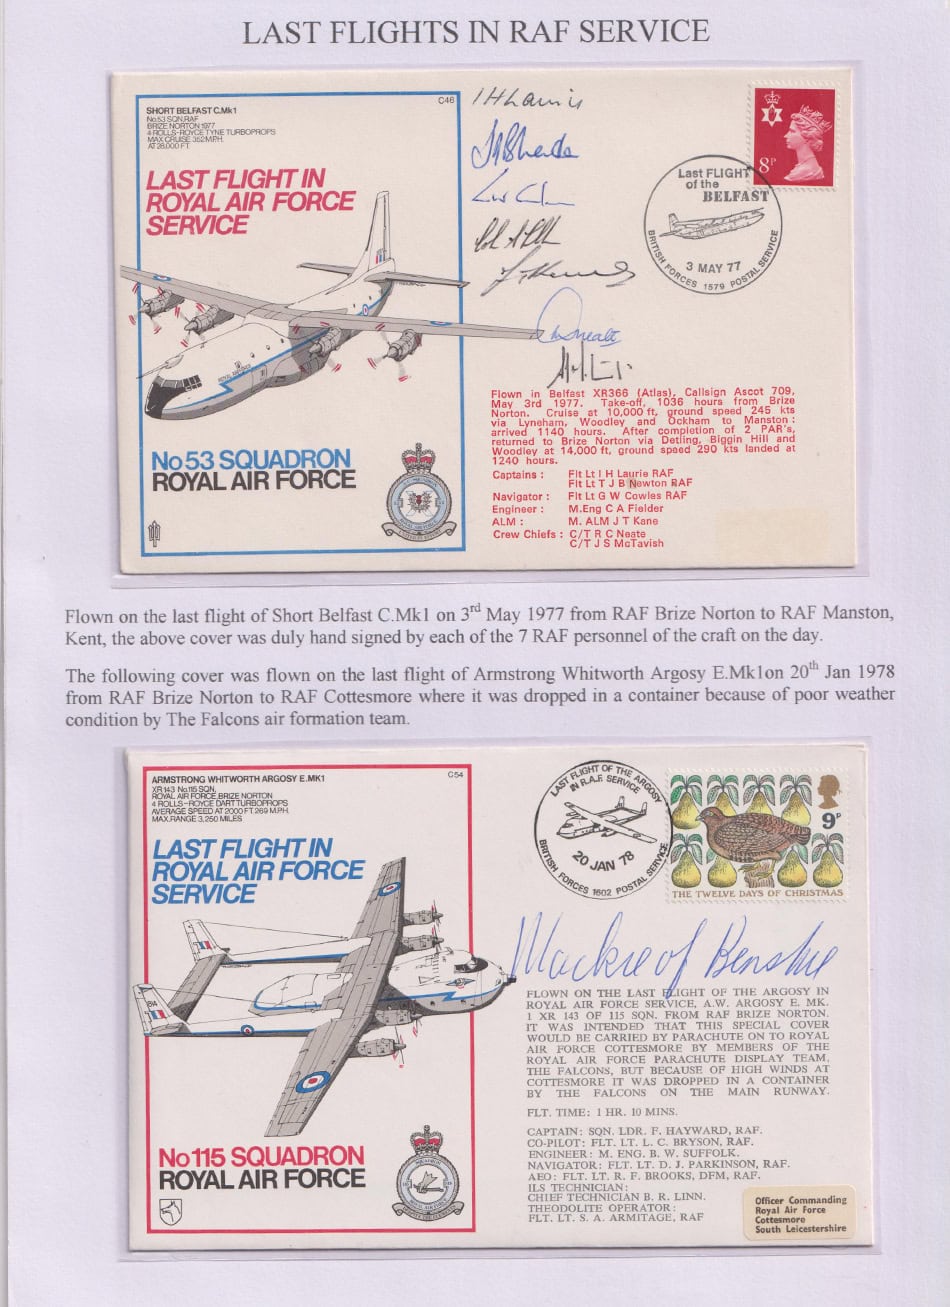 LAST FLIGHTS IN RAF SERVICE
SHORT BELFAST C.Mk1
No.53 SQN.RAF
BRIZE NORTON 1977
4 ROLLS-ROYCE TYNE TURBOPROPS
MAX CRUISE 352 M.P.H.
AT 28,000 FT.
C46
LAST FLIGHT IN
ROYAL AIR FORCE
SERVICE
No 53 SQUADRON
ROYAL AIR FORCE
I H Laurie
8P
Last FLIGHT
of the
BELFAST
3 MAY 77
BRITISH FORCES 1579 POSTAL SERVICE
Flown in Belfast XR366 (Atlas), Callsign Ascot 709,
May 3rd 1977. Take-off, 1036 hours from Brize
Norton. Cruise at 10,000 ft, ground speed 245 kts
via Lyneham, Woodley and Ockham to Manston:
arrived 1140 hours. After completion of 2 PAR's,
returned to Brize Norton via Detling, Biggin Hill and
Woodley at 14,000 ft, ground speed 290 kts landed at
1240 hours.
Captains : Flt Lt I H Laurie RAF
Flt Lt T J B Newton RAF
Navigator : Flt Lt G W Cowles RAF
Engineer : M.Eng C A Fielder
ALM : M. ALM J T Kane
Crew Chiefs : C/T R C Neate
C/T J S McTavish
Flown on the last flight of Short Belfast C.Mk1 on 3rd May 1977 from RAF Brize Norton to RAF Manston,
Kent, the above cover was duly hand signed by each of the 7 RAF personnel of the craft on the day.
The following cover was flown on the last flight of Armstrong Whitworth Argosy E.Mk1on 20th Jan 1978
from RAF Brize Norton to RAF Cottesmore where it was dropped in a container because of poor weather
condition by The Falcons air formation team.
ARMSTRONG WHITWORTH ARGOSY E.MK1
XR 143 No.115 SQN.
ROYAL AIR FORCE, BRIZE NORTON
4 ROLLS-ROYCE DART TURBOPROPS
AVERAGE SPEED AT 2000 FT. 269 M.P.H.
MAX. RANGE 3,250 MILES
C54
LAST FLIGHT IN
ROYAL AIR FORCE
SERVICE
No 115 SQUADRON
ROYAL AIR FORCE
LAST FLIGHT OF THE ARGOSY
IN R.A.F. SERVICE
20 JAN 78
BRITISH FORCES 1602 POSTAL SERVICE
9P
THE TWELVE DAYS OF CHRISTMAS
Mackie of Benshie
FLOWN ON THE LAST FLIGHT OF THE ARGOSY IN
ROYAL AIR FORCE SERVICE, A.W. ARGOSY E. MK.
1 XR 143 OF 115 SQN. FROM RAF BRIZE NORTON.
IT WAS INTENDED THAT THIS SPECIAL COVER
WOULD BE CARRIED BY PARACHUTE ON TO ROYAL
AIR FORCE COTTESMORE BY MEMBERS OF THE
ROYAL AIR FORCE PARACHUTE DISPLAY TEAM,
THE FALCONS, BUT BECAUSE OF HIGH WINDS AT
COTTESMORE IT WAS DROPPED IN A CONTAINER
BY THE FALCONS ON THE MAIN RUNWAY.
FLT. TIME: 1 HR. 10 MINS.
CAPTAIN: SQN. LDR. F. HAYWARD, RAF.
CO-PILOT: FLT. LT. L. C. BRYSON, RAF.
ENGINEER: M. ENG. B. W. SUFFOLK.
NAVIGATOR: FLT. LT. D. J. PARKINSON, RAF.
AEO: FLT. LT. R. F. BROOKS, DFM, RAF.
ILS TECHNICIAN:
CHIEF TECHNICIAN B. R. LINN.
THEODOLITE OPERATOR:
FLT. LT. S. A. ARMITAGE, RAF
Officer Commanding
Royal Air Force
Cottesmore
South Leicestershire